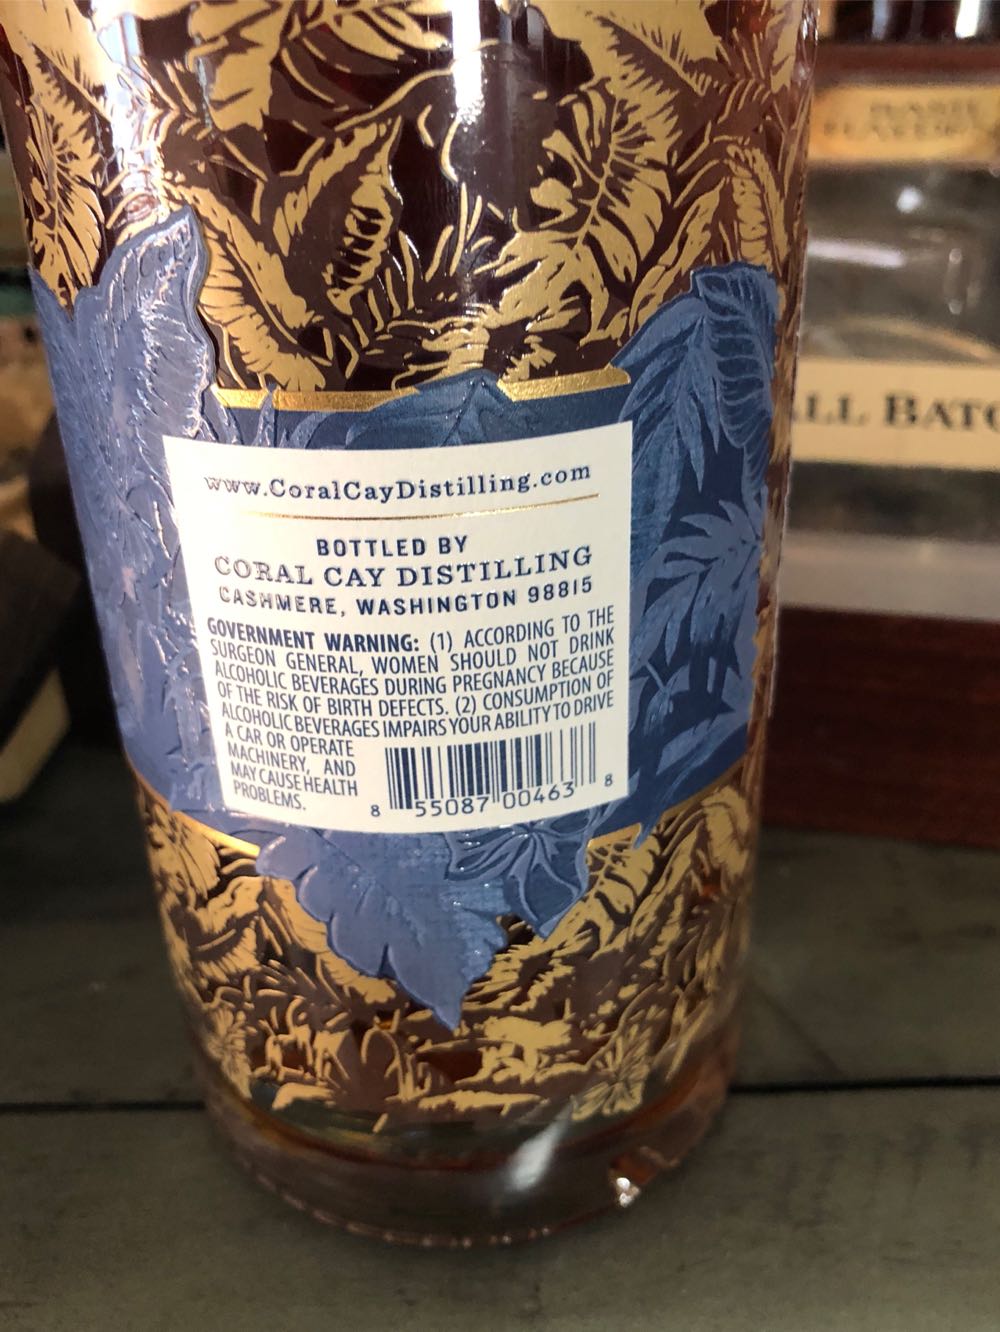 www.CoralCayDistilling.com
BOTTLED BY
CORAL CAY DISTILLING
CASHMERE, WASHINGTON 98815
GOVERNMENT WARNING: (1) ACCORDING TO THE
SURGEON GENERAL, WOMEN SHOULD NOT DRINK
ALCOHOLIC BEVERAGES DURING PREGNANCY BECAUSE
OF THE RISK OF BIRTH DEFECTS. (2) CONSUMPTION OF
ALCOHOLIC BEVERAGES IMPAIRS YOUR ABILITY TO DRIVE
A CAR OR OPERATE
MACHINERY, AND
MAY CAUSE HEALTH
PROBLEMS.
8 55087 00463 8
LL BATC